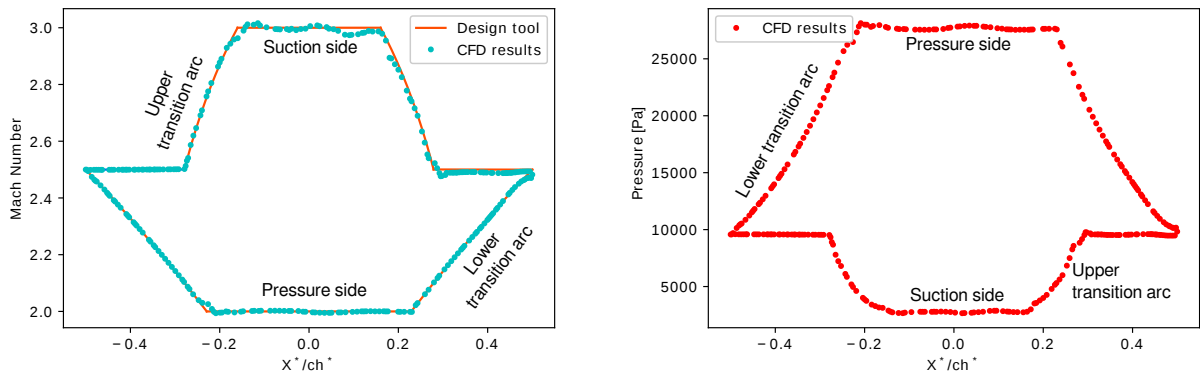 Design tool
CFD results
Suction side
Upper
transition arc
Lower
transition arc
Pressure side
Mach Number
3.0
2.8
2.6
2.4
2.2
2.0
−0.4
−0.2
0.0
0.2
0.4
X*/ch*
CFD results
Pressure side
Lower transition arc
Upper
transition arc
Suction side
Pressure [Pa]
25000
20000
15000
10000
5000
−0.4
−0.2
0.0
0.2
0.4
X*/ch*